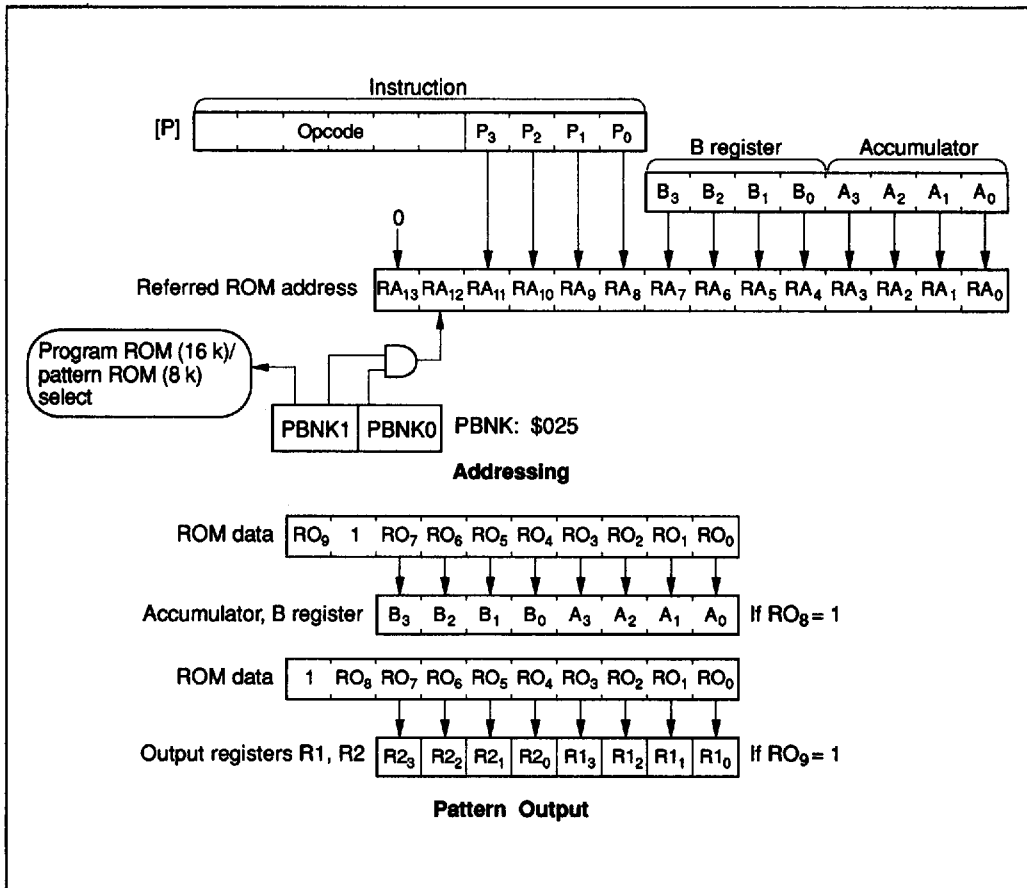 Instruction
[P] Opcode P3 P2 P1 P0
B register Accumulator
B3 B2 B1 B0 A3 A2 A1 A0
0
Referred ROM address RA13 RA12 RA11 RA10 RA9 RA8 RA7 RA6 RA5 RA4 RA3 RA2 RA1 RA0
Program ROM (16 k)/
pattern ROM (8 k)
select
PBNK1 PBNK0 PBNK: $025
Addressing
ROM data RO9 1 RO7 RO6 RO5 RO4 RO3 RO2 RO1 RO0
Accumulator, B register B3 B2 B1 B0 A3 A2 A1 A0 If RO8 = 1
ROM data 1 RO8 RO7 RO6 RO5 RO4 RO3 RO2 RO1 RO0
Output registers R1, R2 R23 R22 R21 R20 R13 R12 R11 R10 If RO9 = 1
Pattern Output